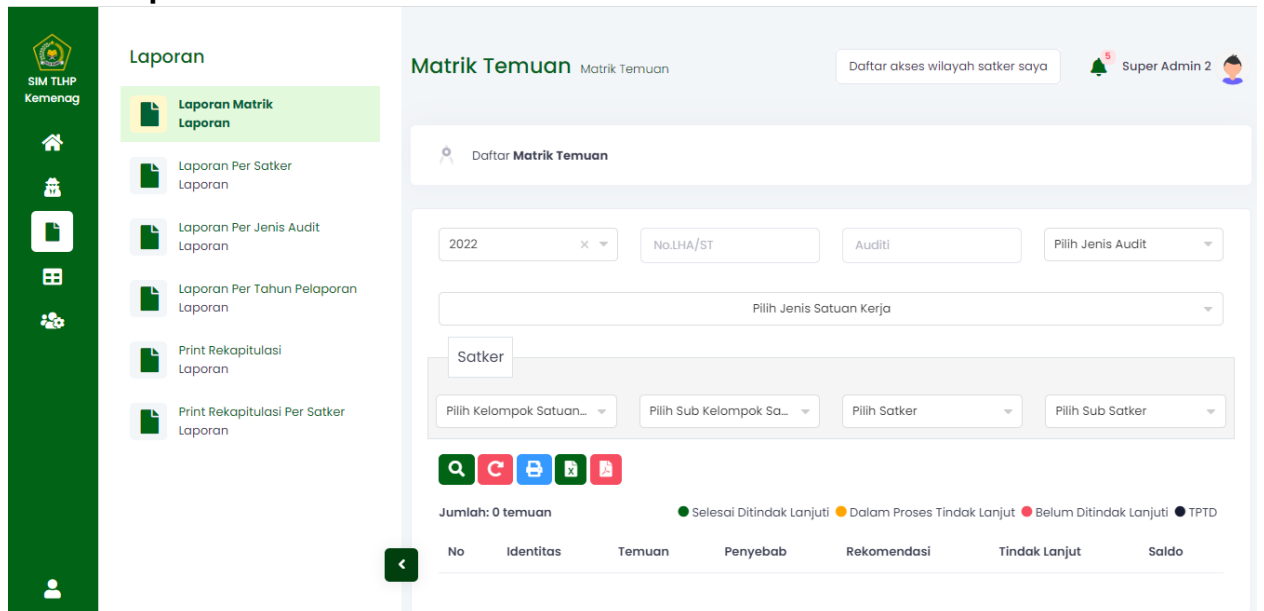 SIM TLHP
Kemenag
Laporan
Laporan Matrik
Laporan
Laporan Per Satker
Laporan
Laporan Per Jenis Audit
Laporan
Laporan Per Tahun Pelaporan
Laporan
Print Rekapitulasi
Laporan
Print Rekapitulasi Per Satker
Laporan
Matrik Temuan Matrik Temuan
Daftar akses wilayah satker saya
5
Super Admin 2
Daftar Matrik Temuan
2022 No.LHA/ST Auditi Pilih Jenis Audit
Pilih Jenis Satuan Kerja
Satker
Pilih Kelompok Satuan... Pilih Sub Kelompok Sa... Pilih Satker Pilih Sub Satker
Jumlah: 0 temuan Selesai Ditindak Lanjuti Dalam Proses Tindak Lanjut Belum Ditindak Lanjuti TPTD
No Identitas Temuan Penyebab Rekomendasi Tindak Lanjut Saldo